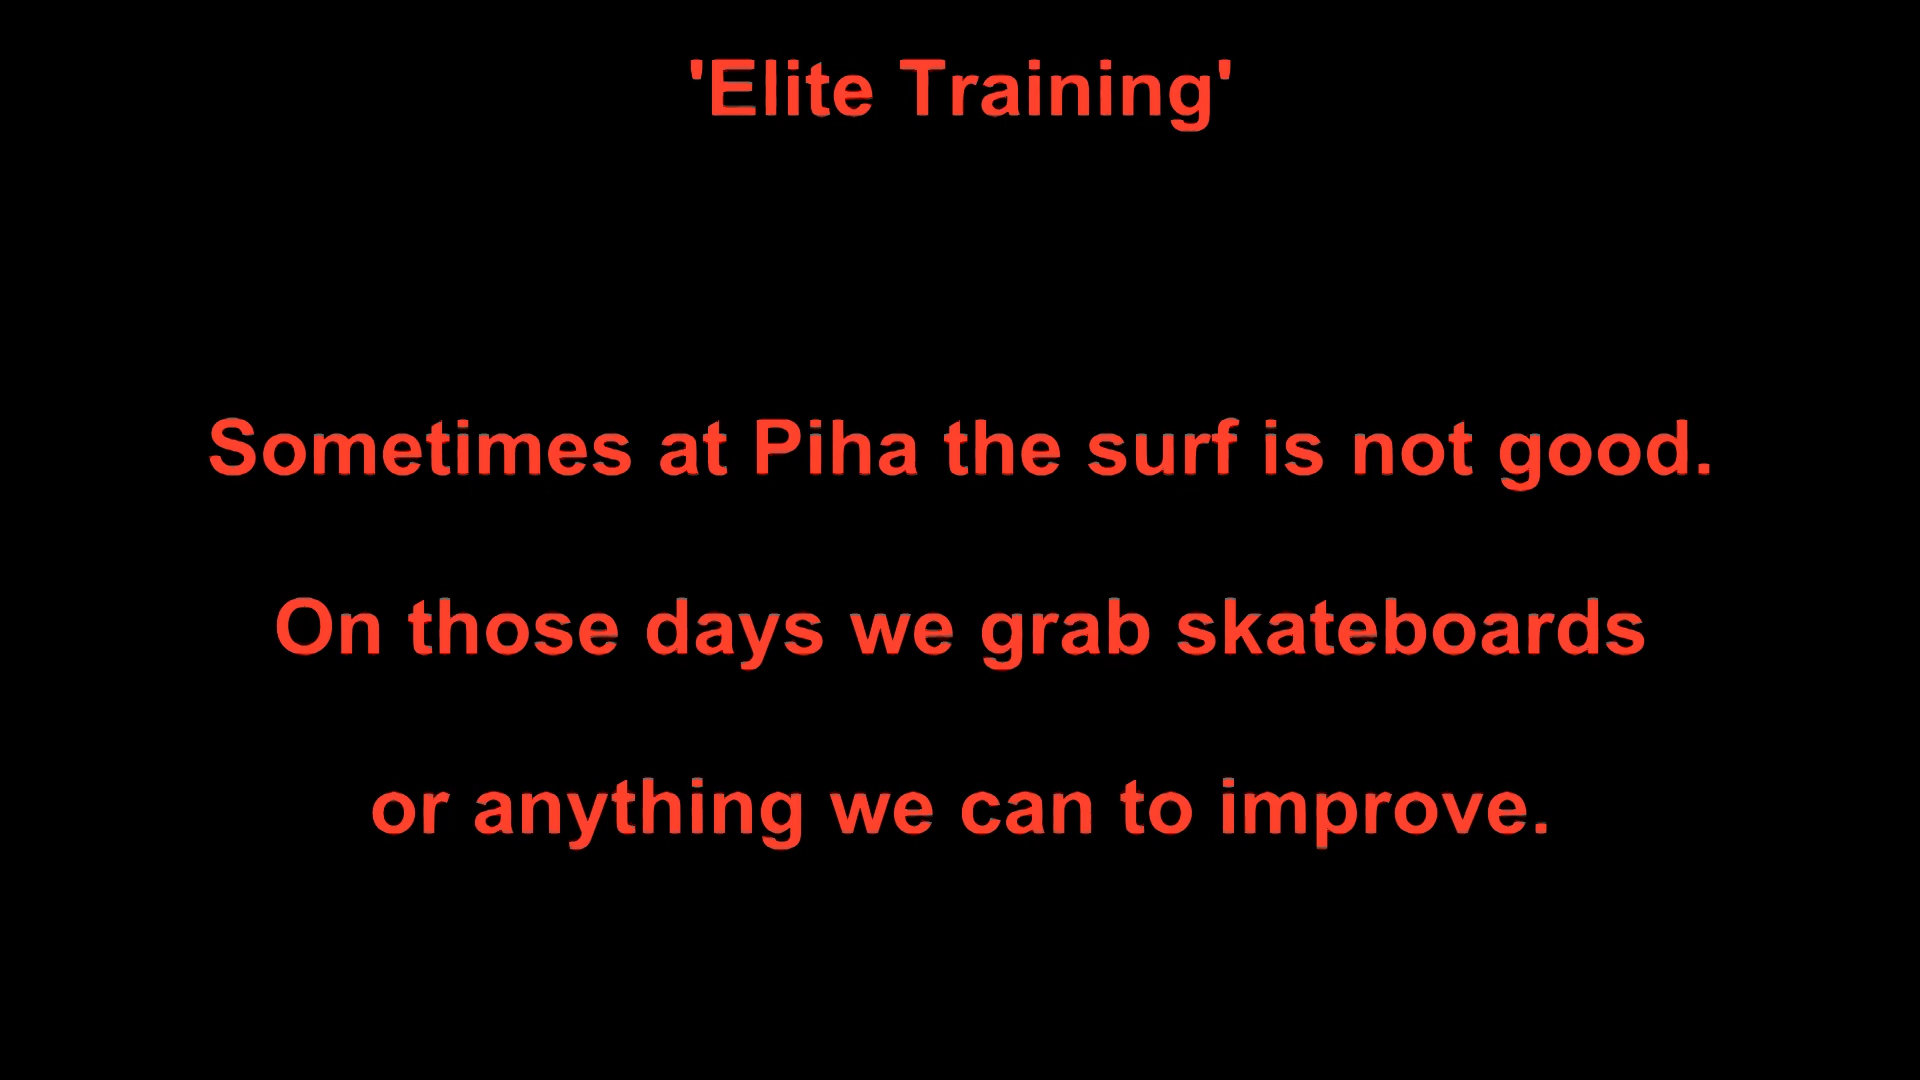 'Elite Training'
Sometimes at Piha the surf is not good.
On those days we grab skateboards
or anything we can to improve.